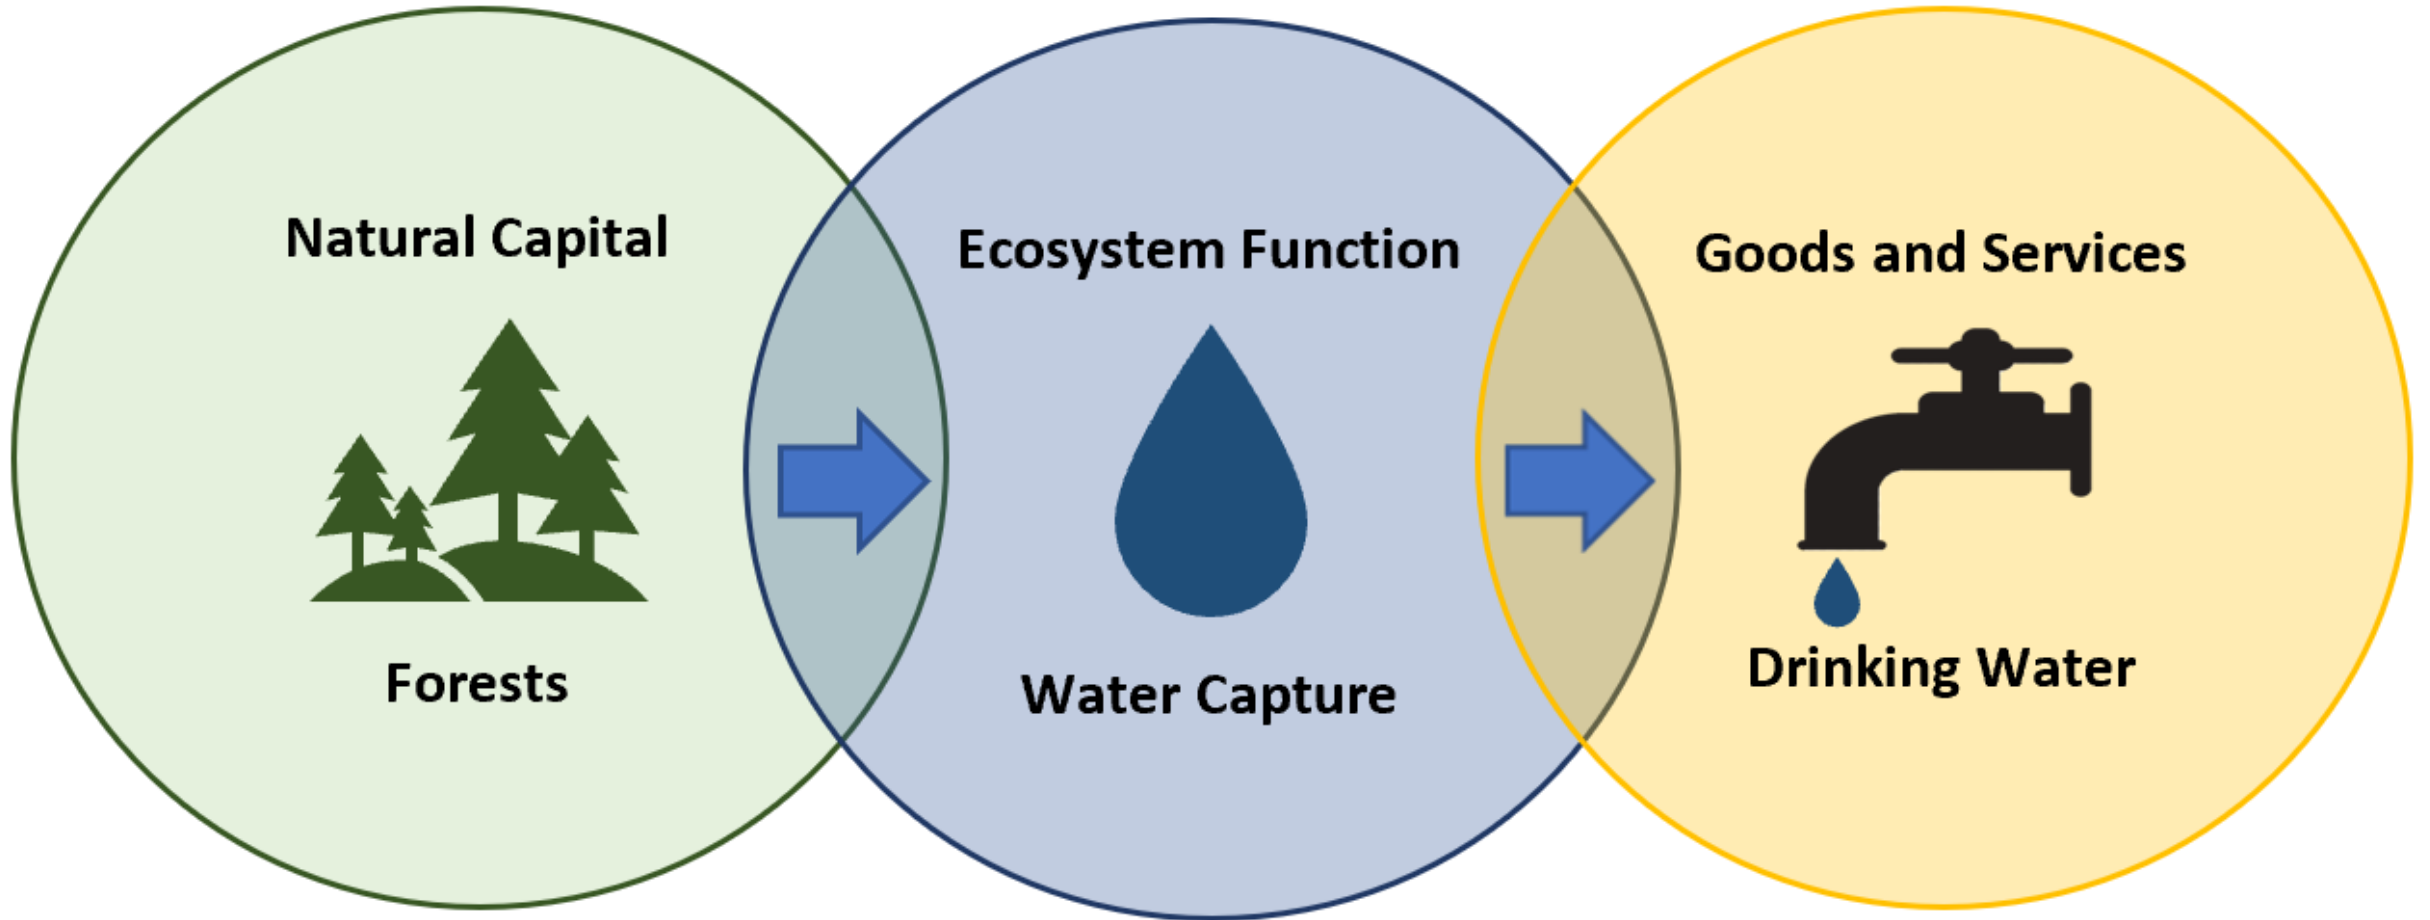 Natural Capital
Forests
Ecosystem Function
Water Capture
Goods and Services
Drinking Water